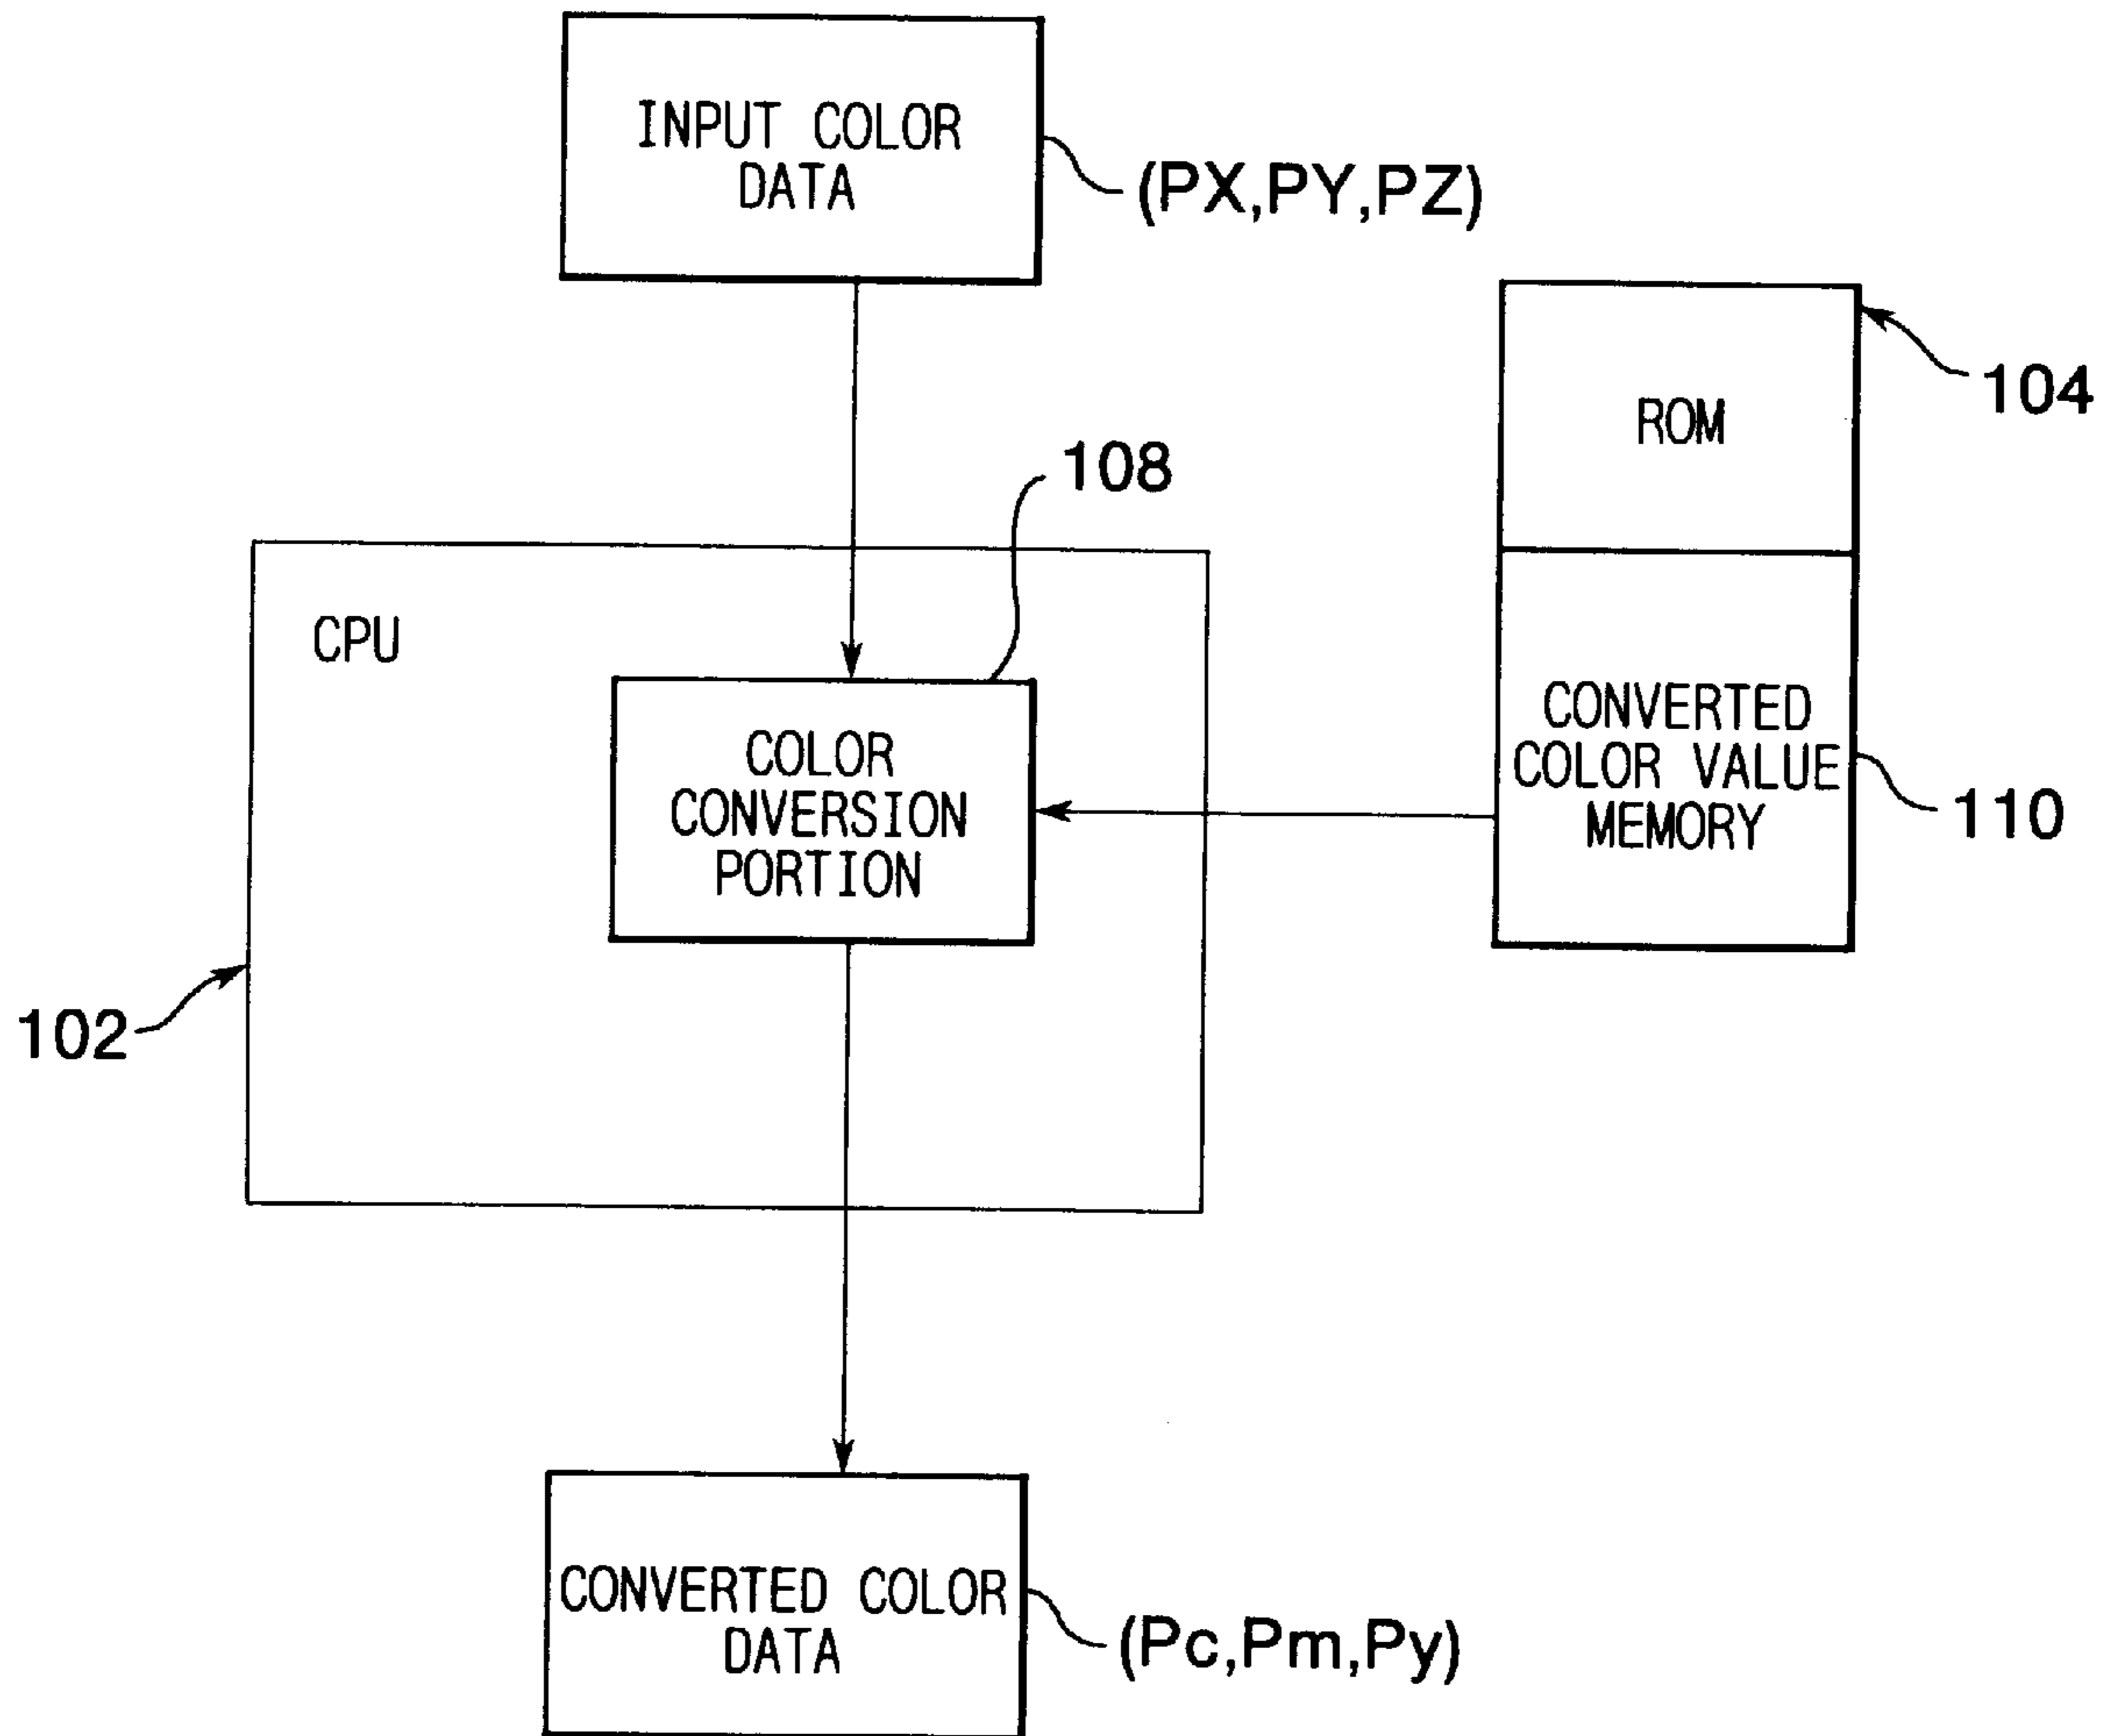 INPUT COLOR
DATA
(PX,PY,PZ)
104
ROM
108
CPU
COLOR
CONVERSION
PORTION
CONVERTED
COLOR VALUE
MEMORY
110
102
CONVERTED COLOR
DATA
(Pc,Pm,Py)